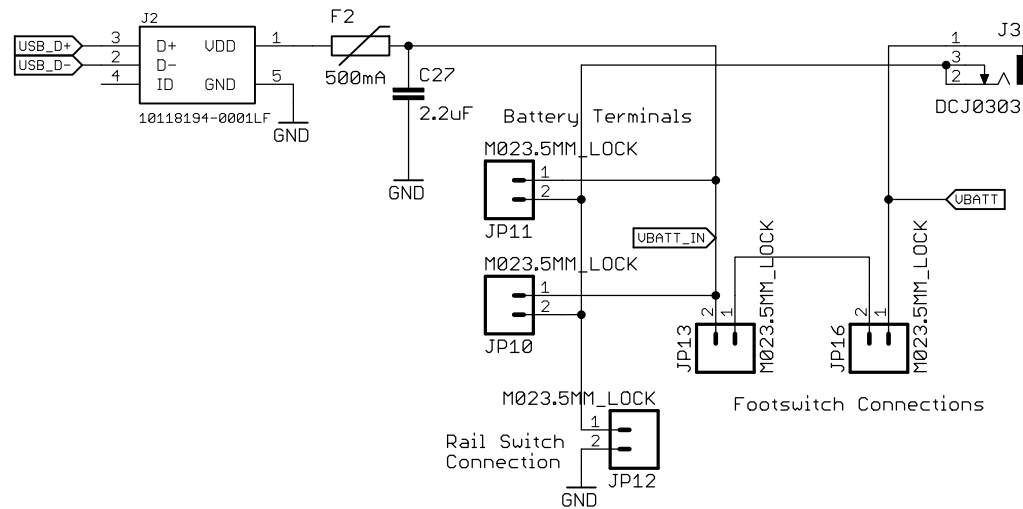 J2
F2
J3
USB_D+
3
D+
VDD
1
USB_D-
2
D-
4
ID
GND
5
500mA
C27
2.2uF
10118194-0001LF
GND
GND
1
3
2
DCJ0303
Battery Terminals
M023.5MM_LOCK
1
2
JP11
VBATT
VBATT_IN
M023.5MM_LOCK
1
2
JP10
2
1
JP13
M023.5MM_LOCK
2
1
JP16
M023.5MM_LOCK
Footswitch Connections
M023.5MM_LOCK
1
2
JP12
Rail Switch
Connection
GND